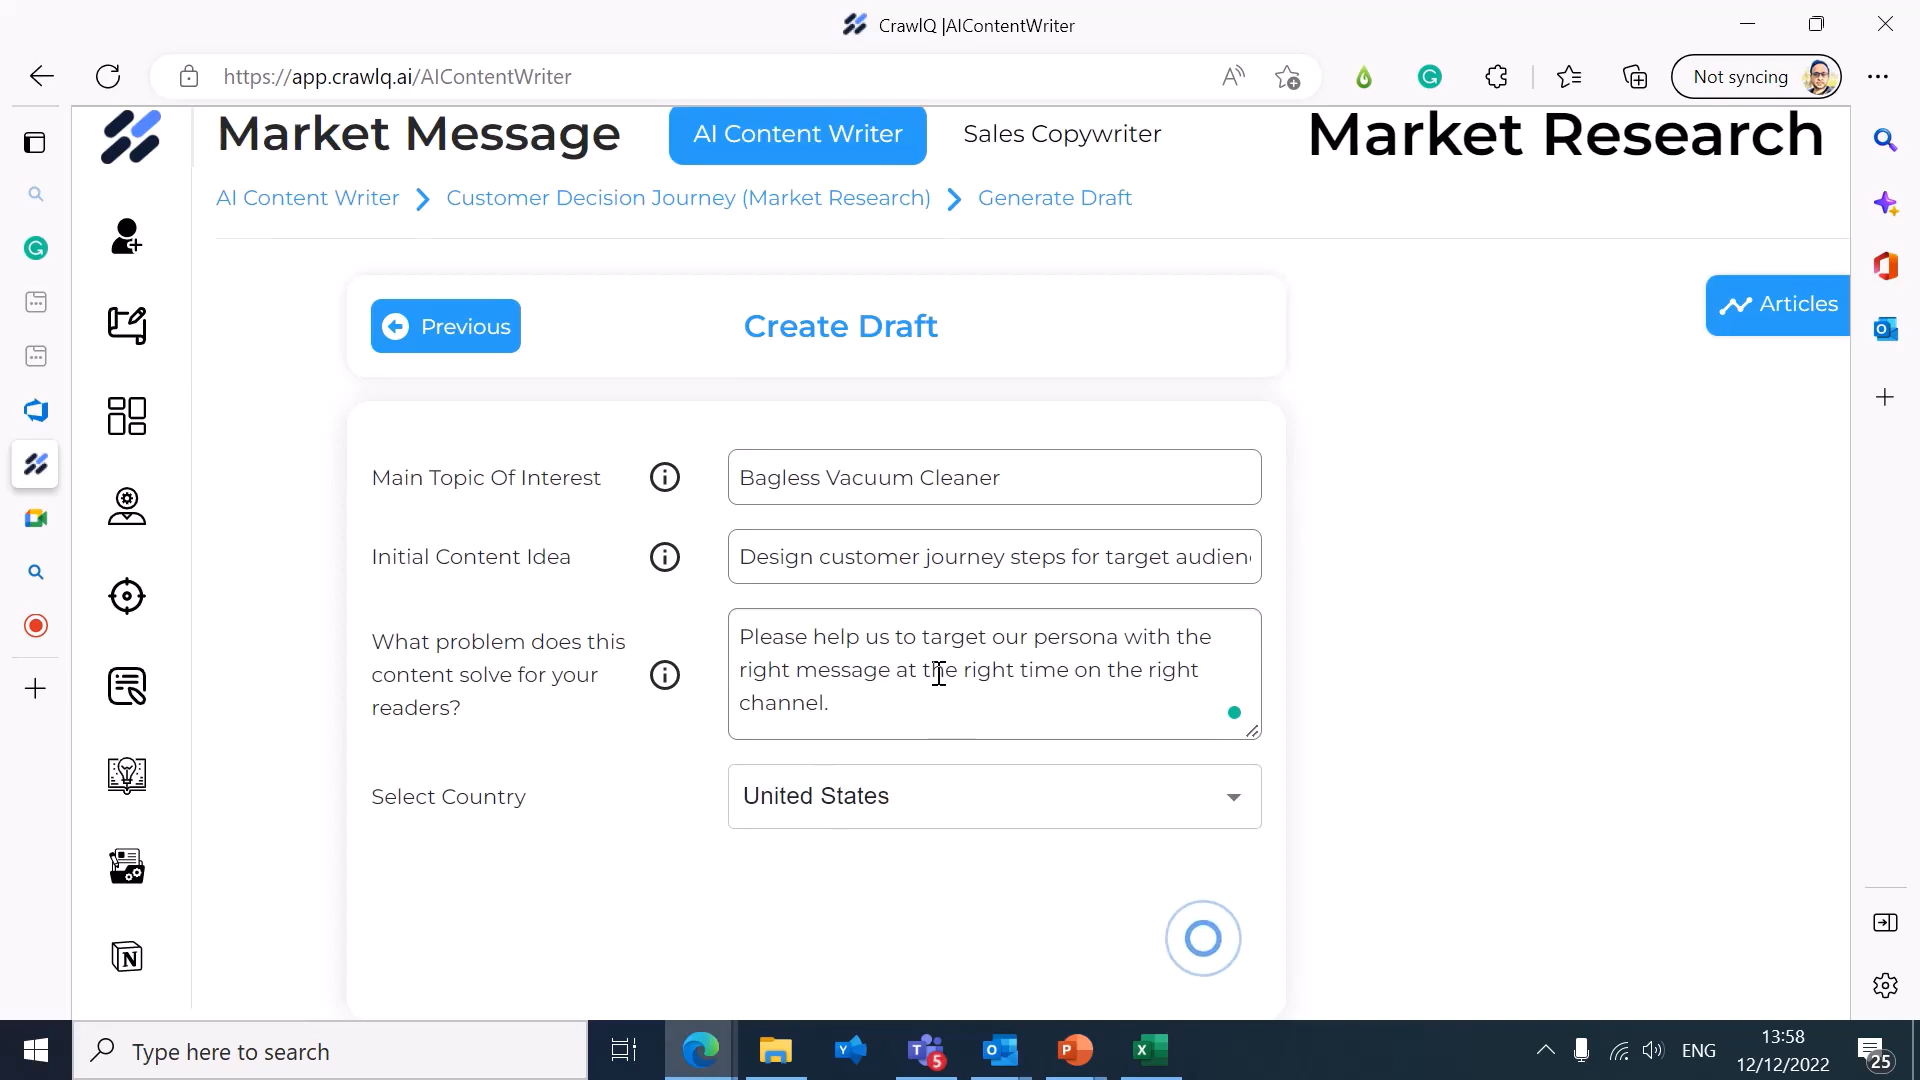 CrawlQ |AIContentWriter
https://app.crawlq.ai/AIContentWriter
Not syncing
Market Message
AI Content Writer
Sales Copywriter
Market Research
AI Content Writer
Customer Decision Journey (Market Research)
Generate Draft
Previous
Create Draft
Articles
Main Topic Of Interest
Bagless Vacuum Cleaner
Initial Content Idea
Design customer journey steps for target audien
What problem does this
content solve for your
readers?
Please help us to target our persona with the
right message at the right time on the right
channel.
Select Country
United States
Type here to search
5
ENG
13:58
12/12/2022
25